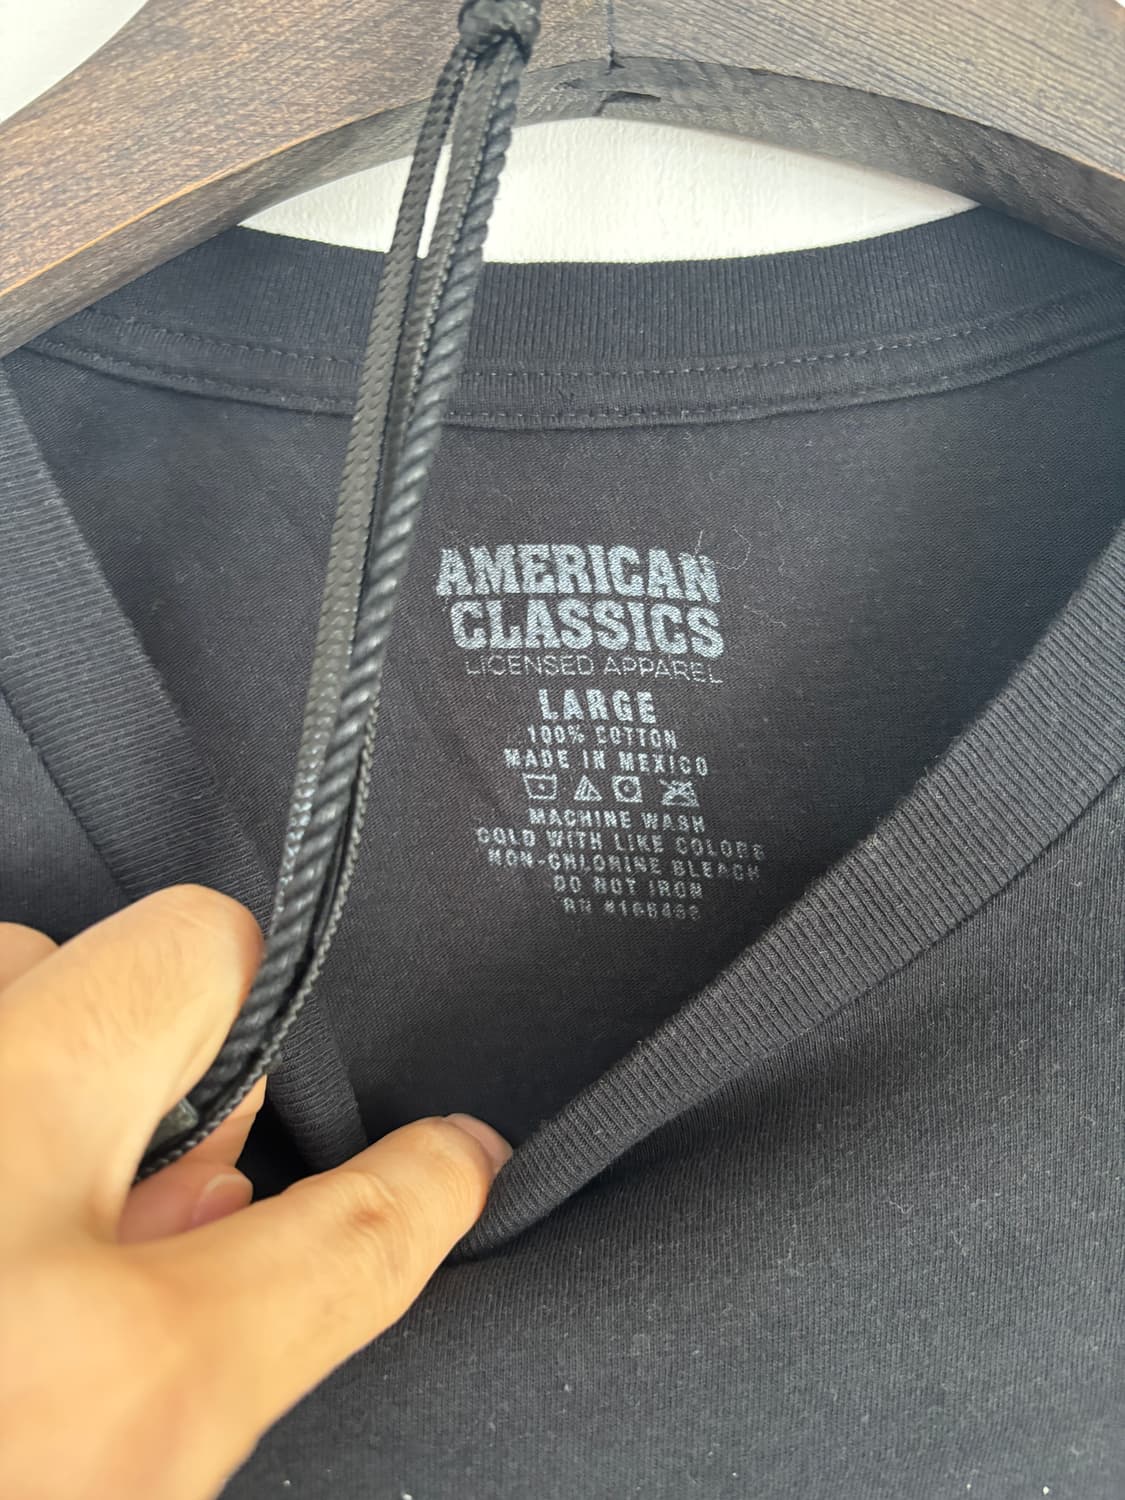 AMERICAN
CLASSICS
LICENSED APPAREL
LARGE
100% COTTON
MADE IN MEXICO
MACHINE WASH
COLD WITH LIKE COLORS
NON-CHLORINE BLEACH
DO NOT IRON
RN